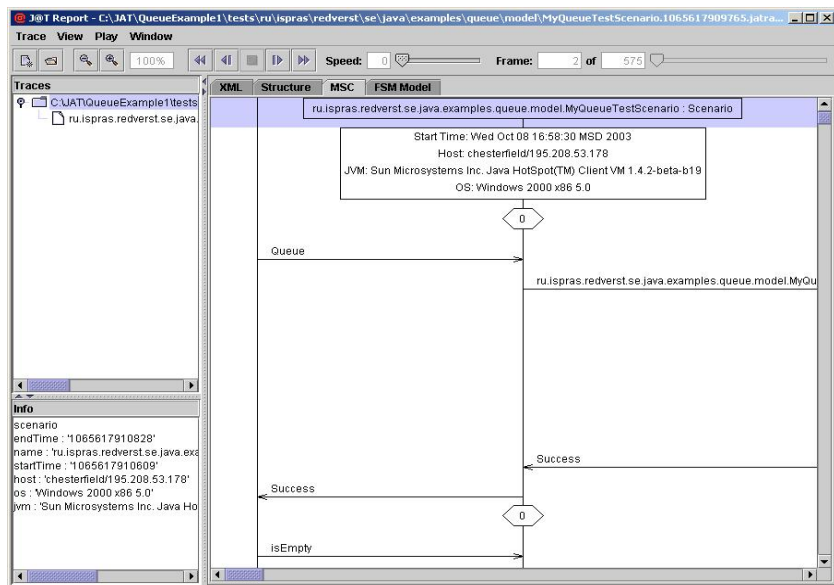 J@T Report - C:\JAT\QueueExample1\tests\ru\ispras\redverst\se\java\examples\queue\model\MyQueueTestScenario.1065617909765.jatra...
Trace View Play Window
100% Speed: 0 Frame: 2 of 575
Traces
C:\JAT\QueueExample1\tests
ru.ispras.redverst.se.java.
XML Structure MSC FSM Model
ru.ispras.redverst.se.java.examples.queue.model.MyQueueTestScenario : Scenario
Start Time: Wed Oct 08 16:58:30 MSD 2003
Host: chesterfield/195.208.53.178
JVM: Sun Microsystems Inc. Java HotSpot(TM) Client VM 1.4.2-beta-b19
OS: Windows 2000 x86 5.0
0
Queue
ru.ispras.redverst.se.java.examples.queue.model.MyQu
Success
Success
0
isEmpty
Info
scenario
endTime : '1065617910828'
name : 'ru.ispras.redverst.se.java.exa
startTime : '1065617910609'
host : 'chesterfield/195.208.53.178'
os : 'Windows 2000 x86 5.0'
jvm : 'Sun Microsystems Inc. Java Ho